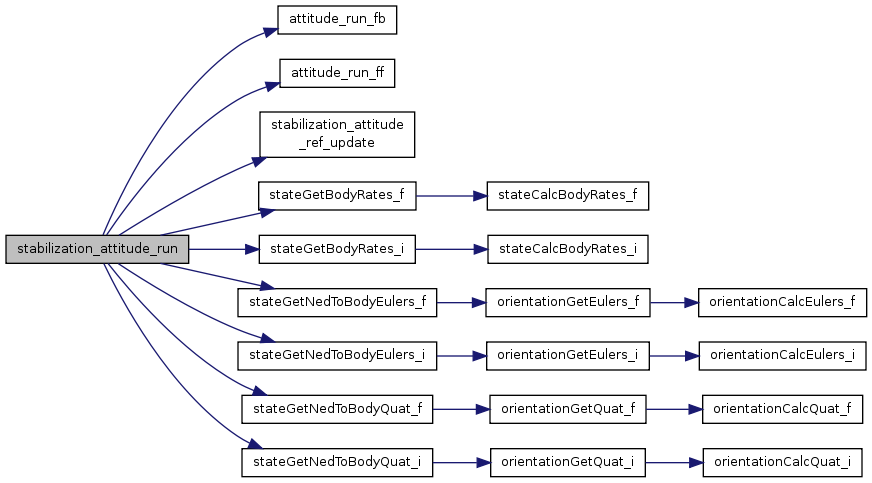 attitude_run_fb
attitude_run_ff
stabilization_attitude
_ref_update
stateGetBodyRates_f
stateCalcBodyRates_f
stabilization_attitude_run
stateGetBodyRates_i
stateCalcBodyRates_i
stateGetNedToBodyEulers_f
orientationGetEulers_f
orientationCalcEulers_f
stateGetNedToBodyEulers_i
orientationGetEulers_i
orientationCalcEulers_i
stateGetNedToBodyQuat_f
orientationGetQuat_f
orientationCalcQuat_f
stateGetNedToBodyQuat_i
orientationGetQuat_i
orientationCalcQuat_i